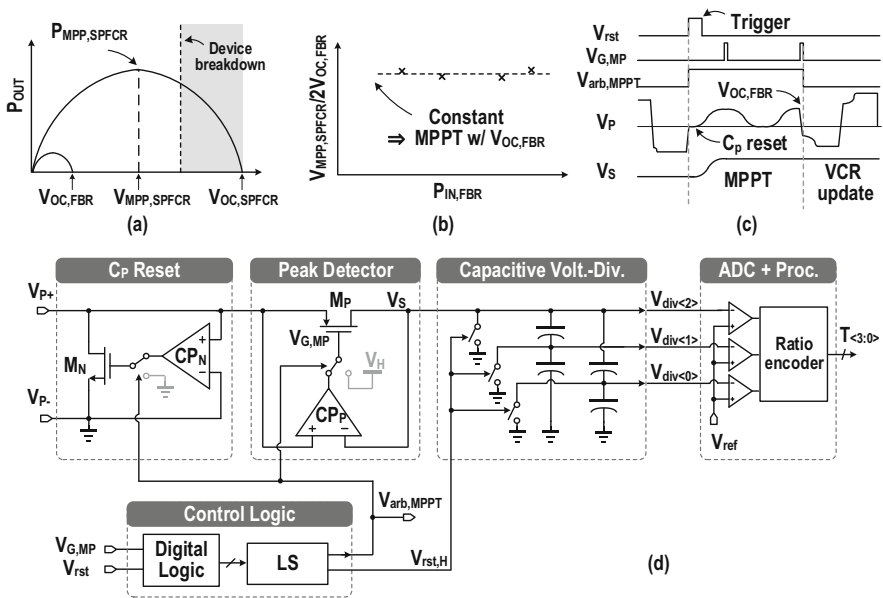 P_MPP,SPFCR
Device
breakdown
P_OUT
V_OC,FBR
V_MPP,SPFCR
V_OC,SPFCR
(a)
V_MPP,SPFCR/2V_OC,FBR
Constant
⇒ MPPT w/ V_OC,FBR
P_IN,FBR
(b)
V_rst
Trigger
V_G,MP
V_arb,MPPT
V_OC,FBR
V_P
C_p reset
V_S
MPPT
VCR
update
(c)
C_P Reset
Peak Detector
Capacitive Volt.-Div.
ADC + Proc.
V_P+
M_N
CP_N
+
−
V_P-
M_P
V_S
V_G,MP
V_H
CP_P
+ −
V_div<2>
V_div<1>
V_div<0>
−
+
−
+
−
+
Ratio
encoder
T_<3:0>
V_ref
Control Logic
V_arb,MPPT
V_G,MP
V_rst
Digital
Logic
LS
V_rst,H
(d)